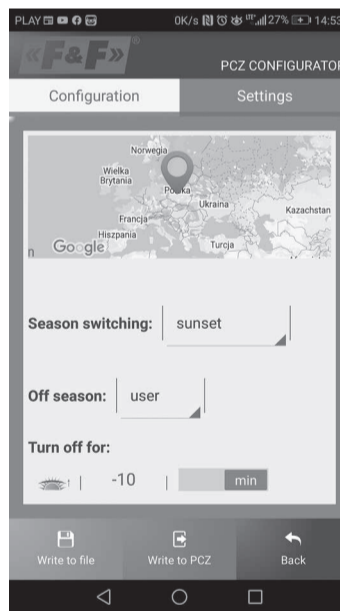 PLAY 0K/s LTE 27% 14:53
«F&F»®
PCZ CONFIGURATOR
Configuration Settings
Norwegia
Wielka
Brytania
Polska
Ukraina
Kazachstan
Francja
Hiszpania
Turcja
Google
Season switching: sunset
Off season: user
Turn off for:
-10 min
Write to file Write to PCZ Back